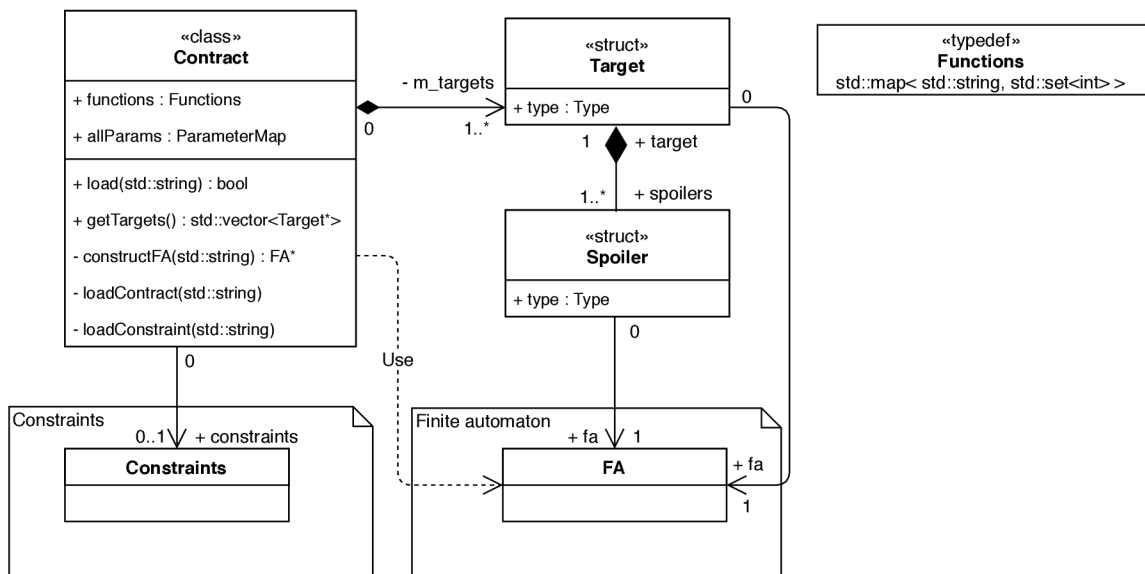 «class»
Contract
+ functions : Functions
+ allParams : ParameterMap
+ load(std::string) : bool
+ getTargets() : std::vector<Target*>
- constructFA(std::string) : FA*
- loadContract(std::string)
- loadConstraint(std::string)
- m_targets
0
1..*
«struct»
Target
+ type : Type
0
1
+ target
1..*
+ spoilers
«struct»
Spoiler
+ type : Type
0
«typedef»
Functions
std::map< std::string, std::set<int> >
0
Use
Constraints
0..1
+ constraints
Constraints
Finite automaton
+ fa
1
FA
+ fa
1